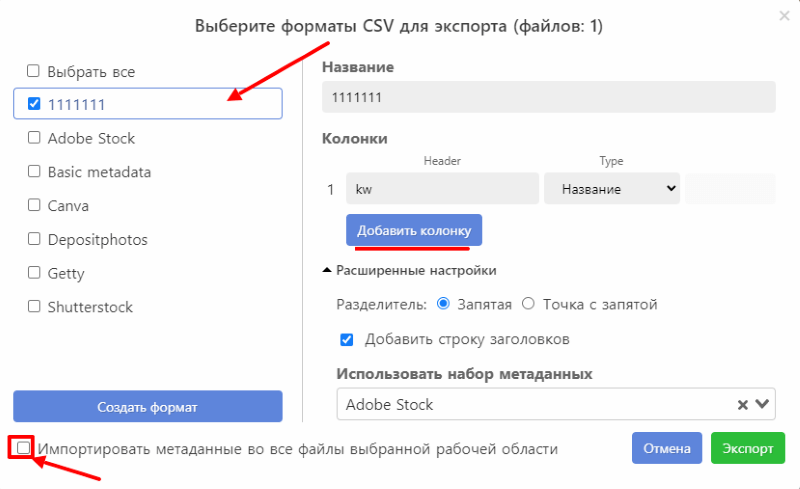 Выберите форматы CSV для экспорта (файлов: 1)
×
Выбрать все
1111111
Adobe Stock
Basic metadata
Canva
Depositphotos
Getty
Shutterstock
Создать формат
Название
1111111
Колонки
Header Type
1 kw Название
Добавить колонку
Расширенные настройки
Разделитель: Запятая Точка с запятой
Добавить строку заголовков
Использовать набор метаданных
Adobe Stock
Импортировать метаданные во все файлы выбранной рабочей области
Отмена Экспорт